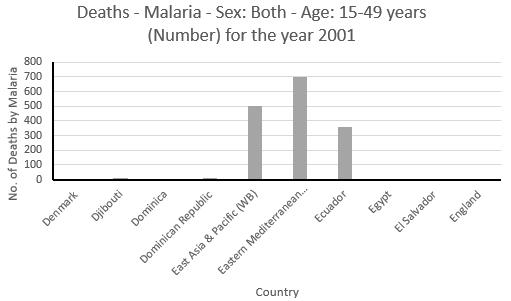 Deaths - Malaria - Sex: Both - Age: 15-49 years
(Number) for the year 2001
No. of Deaths by Malaria
800
700
600
500
400
300
200
100
0
Denmark
Djibouti
Dominica
Dominican Republic
East Asia & Pacific (WB)
Eastern Mediterranean...
Ecuador
Egypt
El Salvador
England
Country